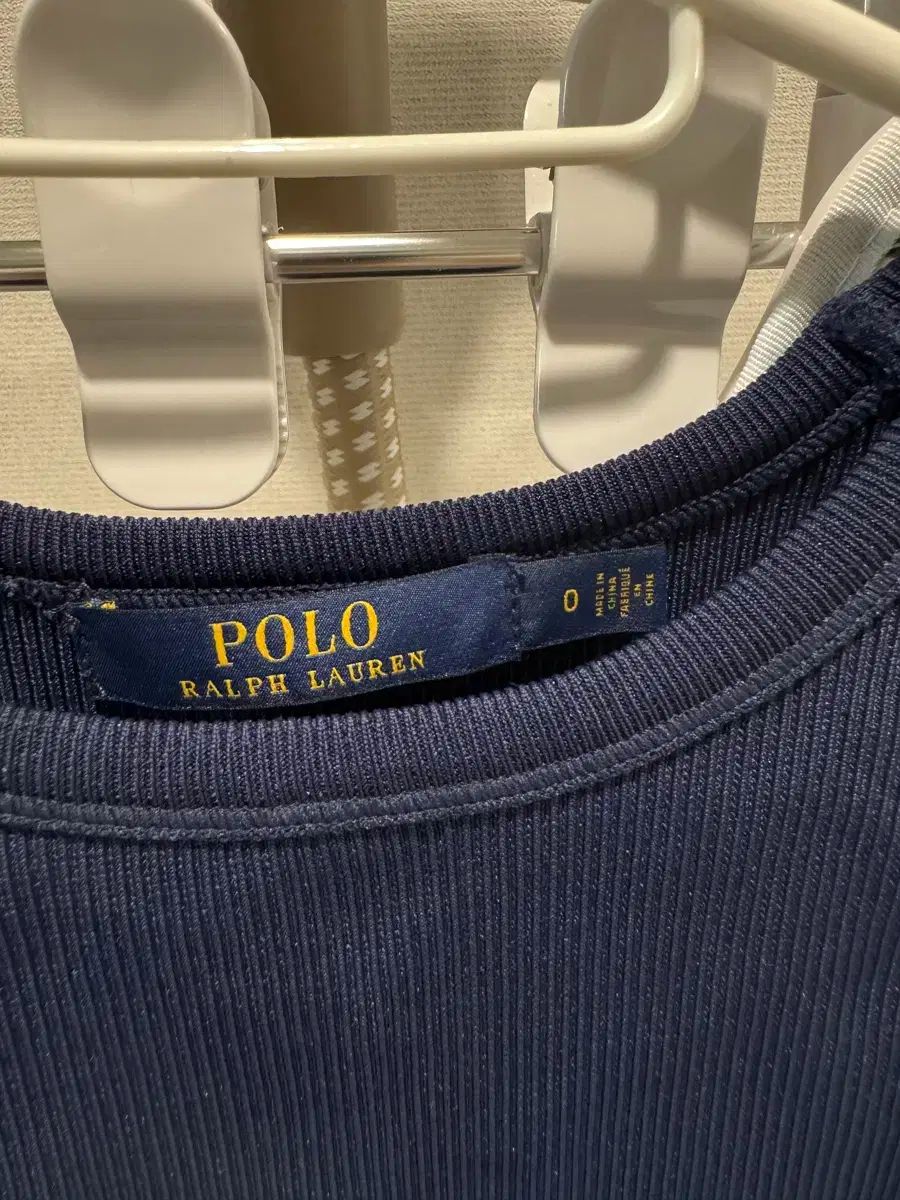 POLO
RALPH LAUREN
0
MADE IN
CHINA
FABRIQUÉ
EN
CHINE